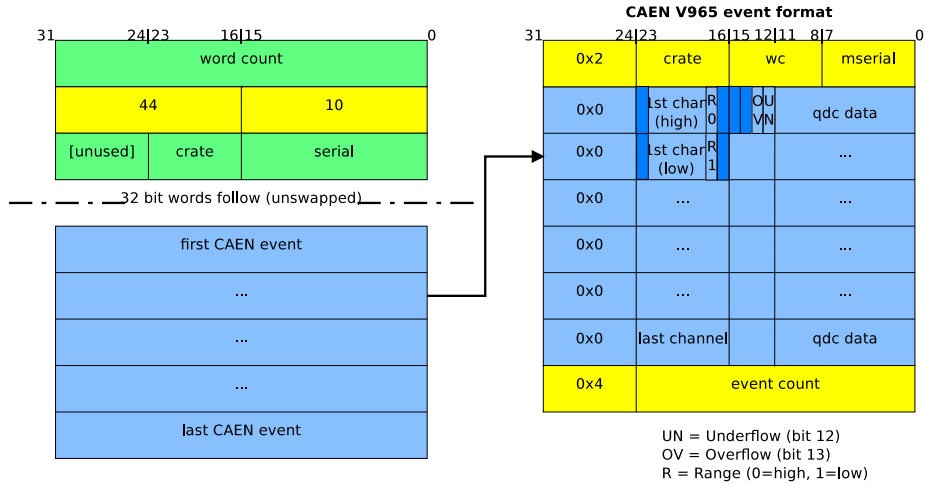 CAEN V965 event format
31 24 23 16 15 0
word count
44 10
[unused] crate serial
32 bit words follow (unswapped)
first CAEN event
...
...
...
last CAEN event
31 24 23 16 15 12 11 8 7 0
0x2 crate wc mserial
0x0 1st chan (high) R 0 OV UN qdc data
0x0 1st chan (low) R 1 ...
0x0 ... ...
0x0 ... ...
0x0 ... ...
0x0 last channel qdc data
0x4 event count
UN = Underflow (bit 12)
OV = Overflow (bit 13)
R = Range (0=high, 1=low)